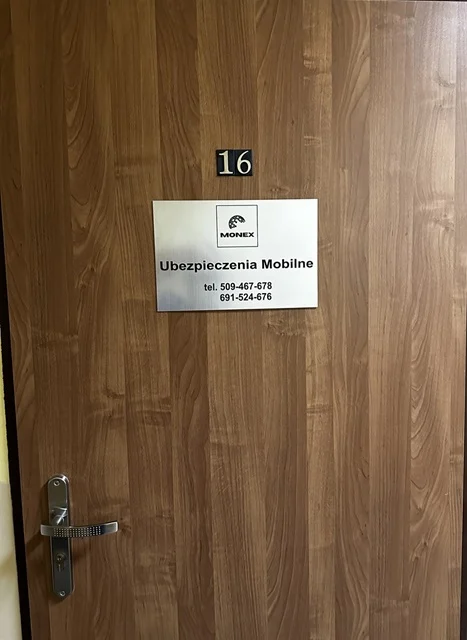 16
MONEX
Ubezpieczenia Mobilne
tel. 509-467-678
691-524-676